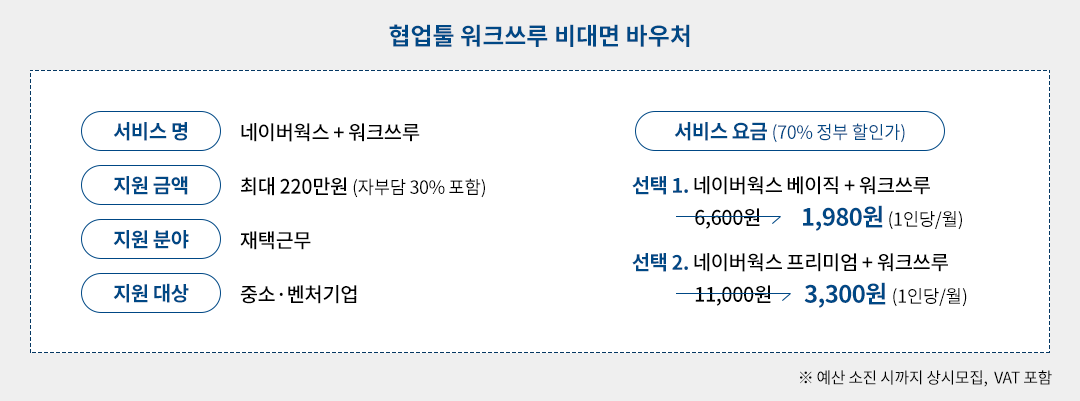 협업툴 워크쓰루 비대면 바우처
서비스 명
네이버웍스 + 워크쓰루
지원 금액
최대 220만원 (자부담 30% 포함)
지원 분야
재택근무
지원 대상
중소·벤처기업
서비스 요금 (70% 정부 할인가)
선택 1. 네이버웍스 베이직 + 워크쓰루
6,600원 1,980원 (1인당/월)
선택 2. 네이버웍스 프리미엄 + 워크쓰루
11,000원 3,300원 (1인당/월)
※ 예산 소진 시까지 상시모집, VAT 포함